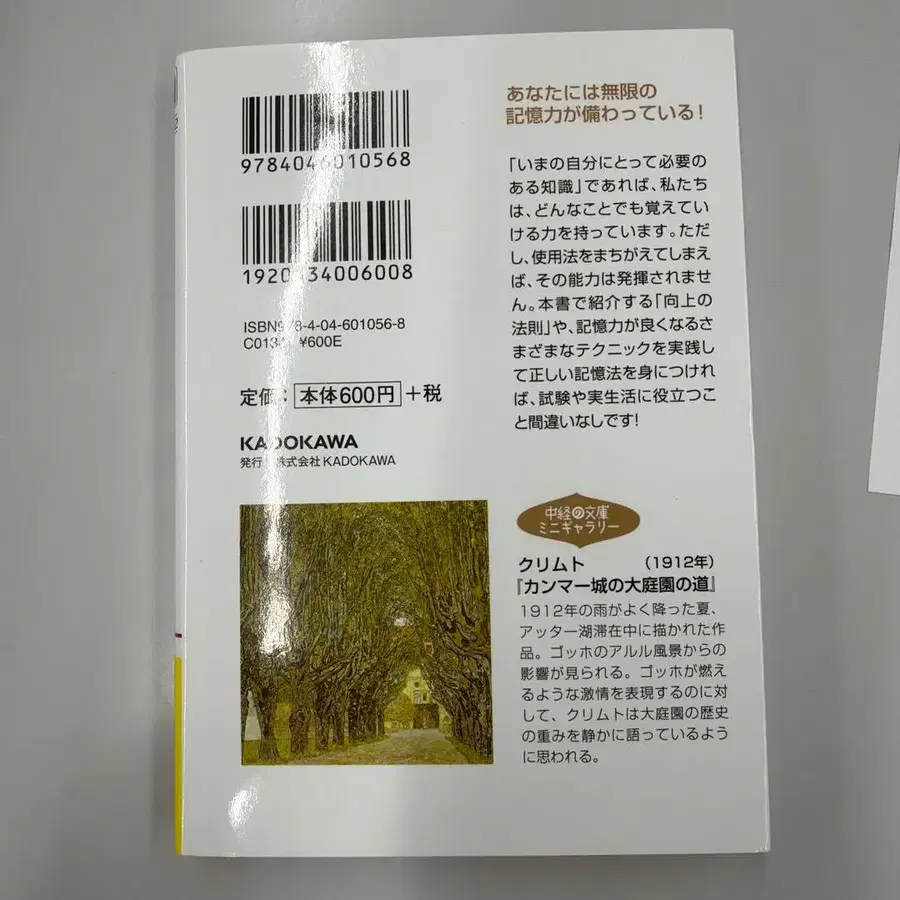 9784046010568
ISBN978-4-04-601056-8
¥600E
定価： 本体600円 +税
KADOKAWA
発行 株式会社KADOKAWA
あなたには無限の
記憶力が備わっている！
「いまの自分にとって必要の
ある知識」であれば、私たち
は、どんなことでも覚えてい
ける力を持っています。ただ
し、使用法をまちがえてしまえ
ば、その能力は発揮されませ
ん。本書で紹介する「向上の
法則」や、記憶力が良くなるさ
まざまなテクニックを実践し
て正しい記憶法を身につけれ
ば、試験や実生活に役立つこ
と間違いなしです！
中経の文庫
ミニギャラリー
クリムト （1912年）
『カンマー城の大庭園の道』
1912年の雨がよく降った夏、
アッター湖滞在中に描かれた作
品。ゴッホのアルル風景からの
影響が見られる。ゴッホが燃え
るような激情を表現するのに対
して、クリムトは大庭園の歴史
の重みを静かに語っているよう
に思われる。